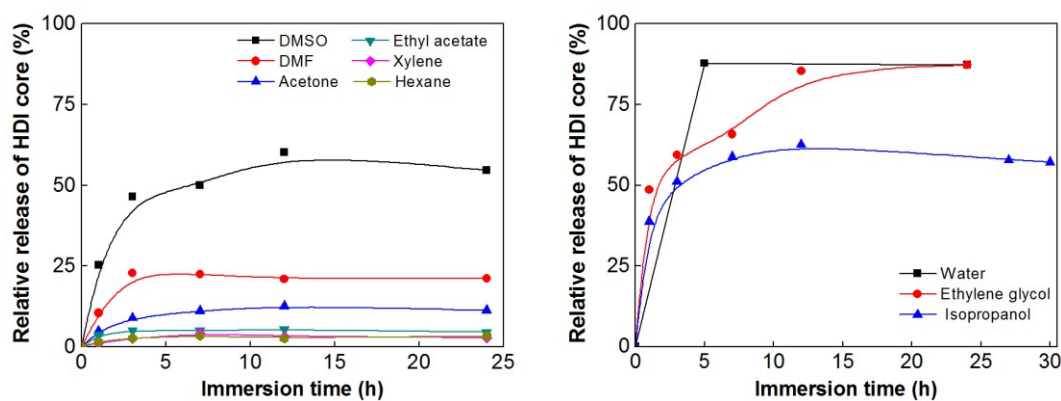 Relative release of HDI core (%)
100
75
50
25
0
DMSO
DMF
Acetone
Ethyl acetate
Xylene
Hexane
0 5 10 15 20 25
Immersion time (h)
Relative release of HDI core (%)
100
75
50
25
0
Water
Ethylene glycol
Isopropanol
0 5 10 15 20 25 30
Immersion time (h)